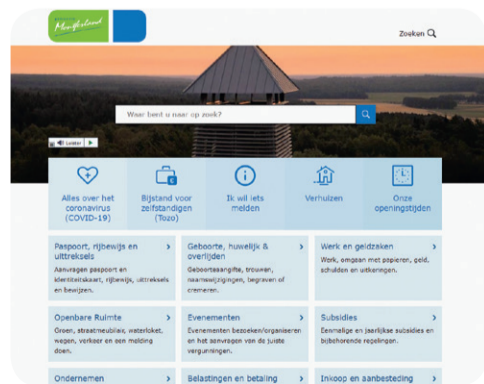 Montferland
Zoeken
Waar bent u naar op zoek?
Luister
Alles over het
coronavirus
(COVID-19)
Bijstand voor
zelfstandigen
(Tozo)
Ik wil iets
melden
Verhuizen
Onze
openingstijden
Paspoort, rijbewijs en
uittreksels
Aanvragen paspoort en
identiteitskaart, rijbewijs, uittreksels
en bewijzen.
Geboorte, huwelijk &
overlijden
Geboorteaangifte, trouwen,
naamswijzigingen, begraven of
cremeren.
Werk en geldzaken
Werk, omgaan met papieren, geld,
schulden en uitkeringen.
Openbare Ruimte
Groen, straatmeubilair, waterloket,
wegen, verkeer en een melding
doen.
Evenementen
Evenementen bezoeken/organiseren
en het aanvragen van de juiste
vergunningen.
Subsidies
Eenmalige en jaarlijkse subsidies en
bijbehorende regelingen.
Ondernemen
Belastingen en betaling
Inkoop en aanbesteding